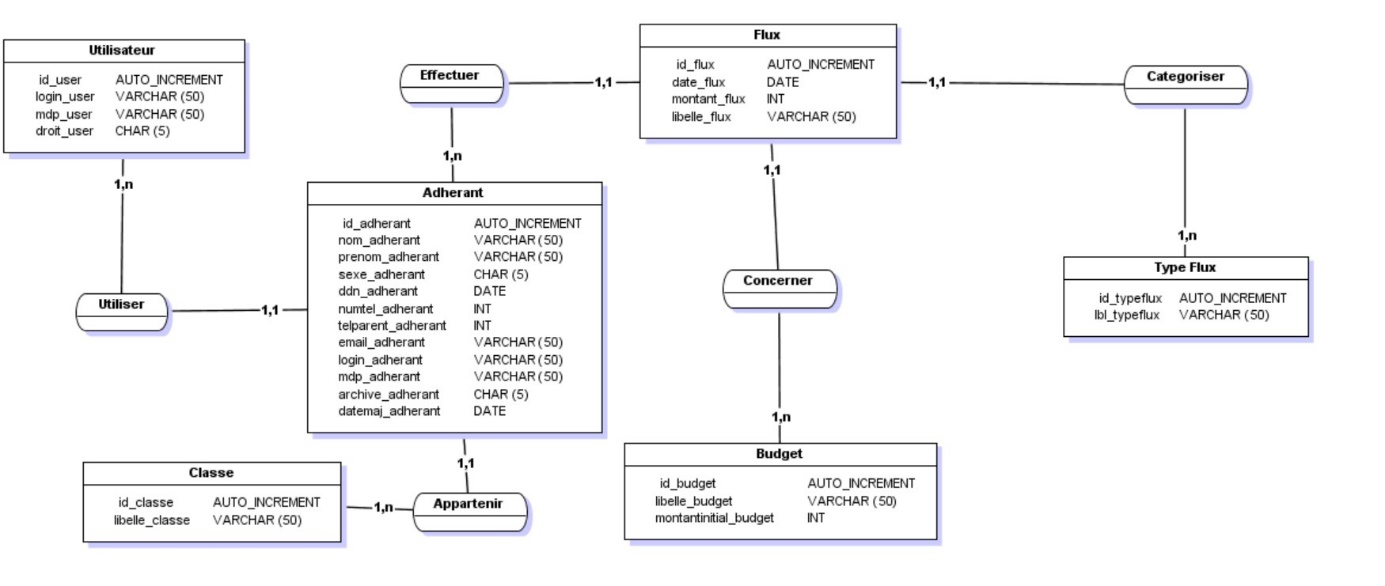 Utilisateur
id_user AUTO_INCREMENT
login_user VARCHAR (50)
mdp_user VARCHAR (50)
droit_user CHAR (5)
1,n
Utiliser
1,1
Effectuer
1,1
1,n
Adherant
id_adherant AUTO_INCREMENT
nom_adherant VARCHAR (50)
prenom_adherant VARCHAR (50)
sexe_adherant CHAR (5)
ddn_adherant DATE
numtel_adherant INT
telparent_adherant INT
email_adherant VARCHAR (50)
login_adherant VARCHAR (50)
mdp_adherant VARCHAR (50)
archive_adherant CHAR (5)
datemaj_adherant DATE
1,1
Classe
id_classe AUTO_INCREMENT
libelle_classe VARCHAR (50)
1,n
Appartenir
Flux
id_flux AUTO_INCREMENT
date_flux DATE
montant_flux INT
libelle_flux VARCHAR (50)
1,1
Categoriser
1,n
Type Flux
id_typeflux AUTO_INCREMENT
lbl_typeflux VARCHAR (50)
1,1
Concerner
1,n
Budget
id_budget AUTO_INCREMENT
libelle_budget VARCHAR (50)
montantinitial_budget INT